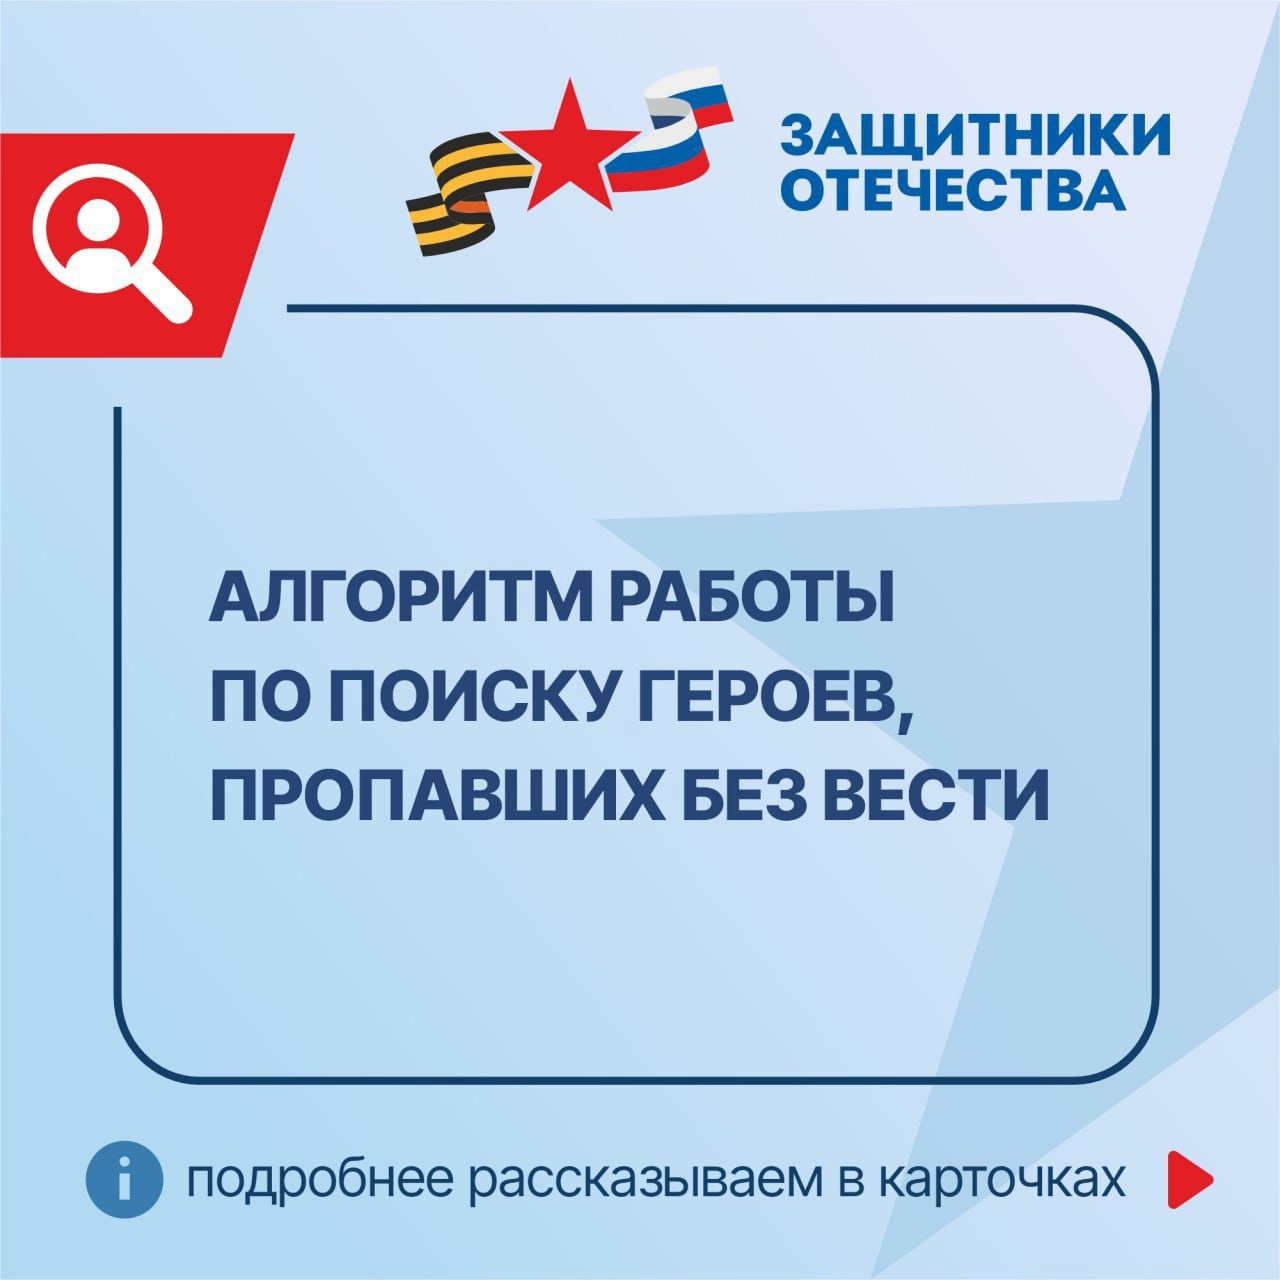 ЗАЩИТНИКИ
ОТЕЧЕСТВА
АЛГОРИТМ РАБОТЫ
ПО ПОИСКУ ГЕРОЕВ,
ПРОПАВШИХ БЕЗ ВЕСТИ
подробнее рассказываем в карточках